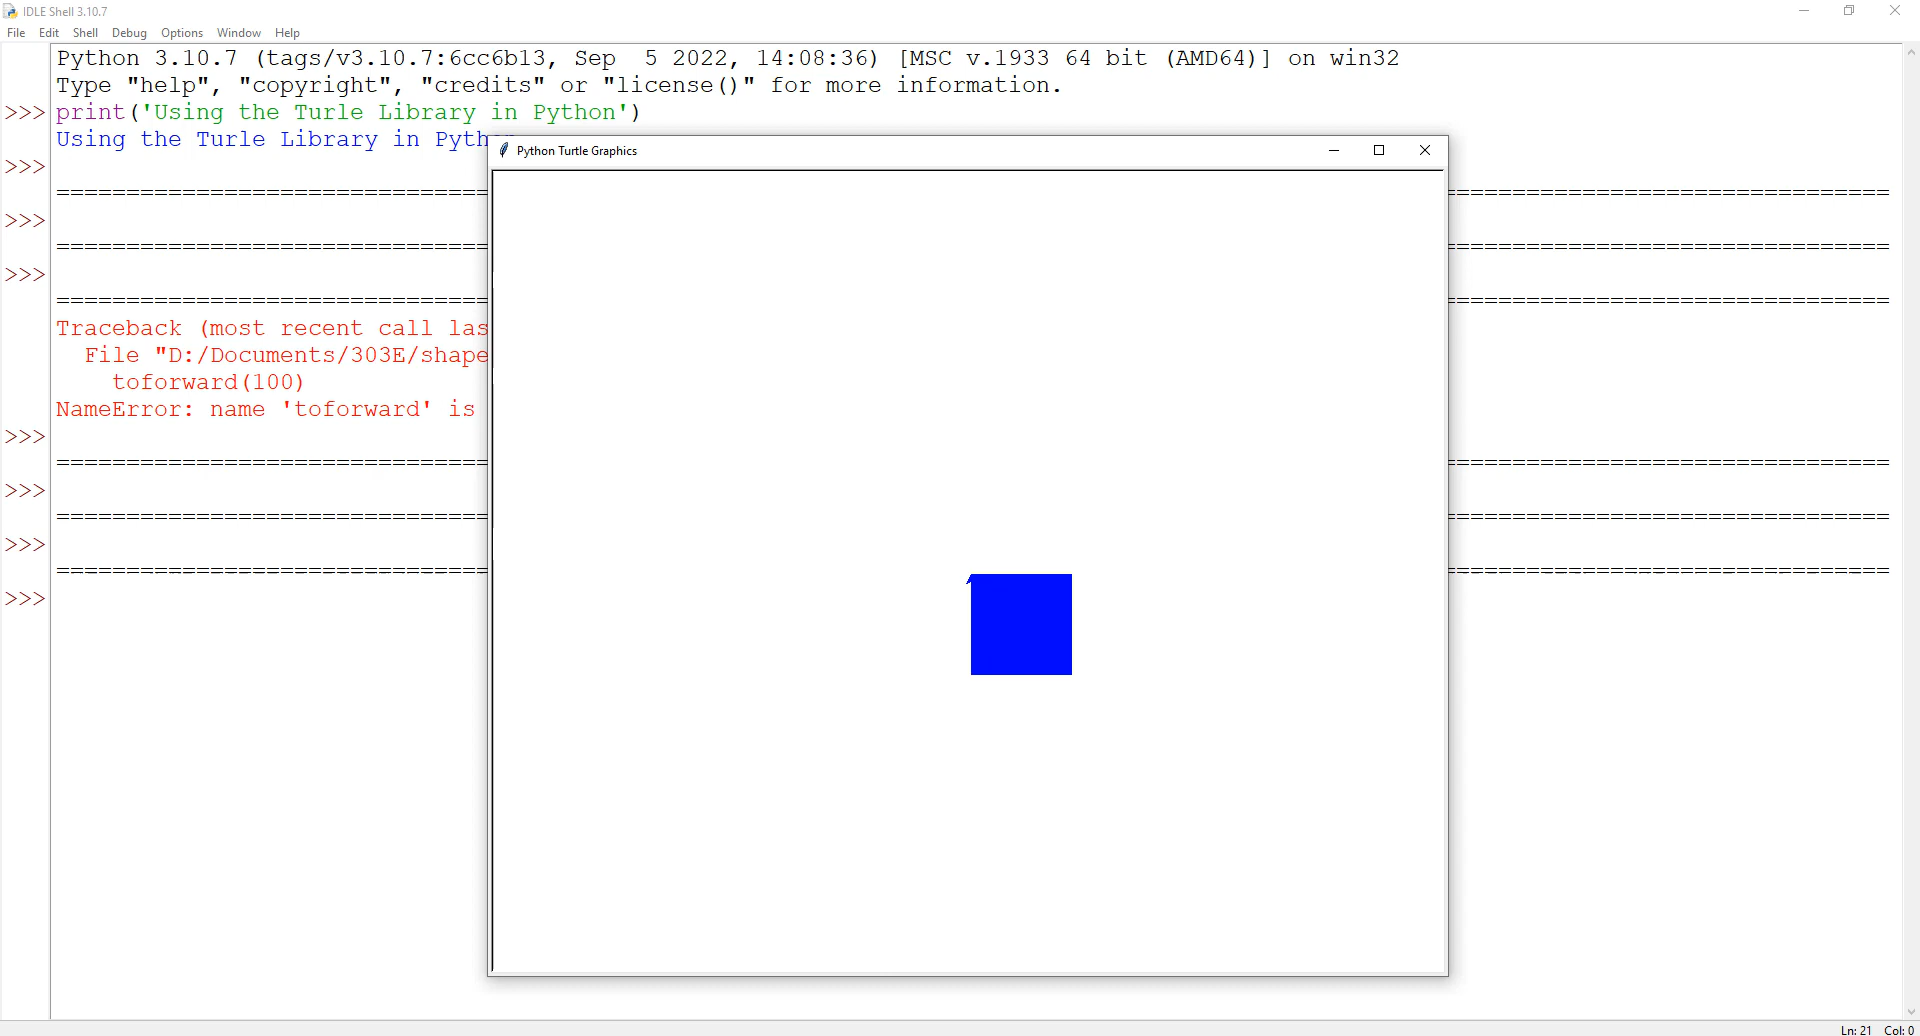 IDLE Shell 3.10.7
File Edit Shell Debug Options Window Help
Python 3.10.7 (tags/v3.10.7:6cc6b13, Sep  5 2022, 14:08:36) [MSC v.1933 64 bit (AMD64)] on win32
Type "help", "copyright", "credits" or "license()" for more information.
>>> print('Using the Turle Library in Python')
Using the Turle Library in Pyth
Python Turtle Graphics
>>>
===============================
>>>
===============================
>>>
===============================
Traceback (most recent call las
File "D:/Documents/303E/shape
toforward(100)
NameError: name 'toforward' is
>>>
===============================
>>>
===============================
>>>
===============================
>>>
Ln: 21 Col: 0